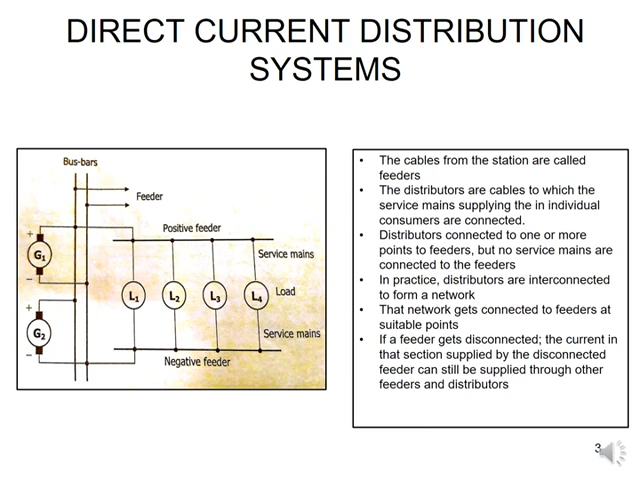 DIRECT CURRENT DISTRIBUTION
SYSTEMS
Bus-bars
Feeder
Positive feeder
+
G1
–
Service mains
L1
L2
L3
L4
Load
+
G2
–
Service mains
Negative feeder
• The cables from the station are called
feeders
• The distributors are cables to which the
service mains supplying the in individual
consumers are connected.
• Distributors connected to one or more
points to feeders, but no service mains are
connected to the feeders
• In practice, distributors are interconnected
to form a network
• That network gets connected to feeders at
suitable points
• If a feeder gets disconnected; the current in
that section supplied by the disconnected
feeder can still be supplied through other
feeders and distributors
3